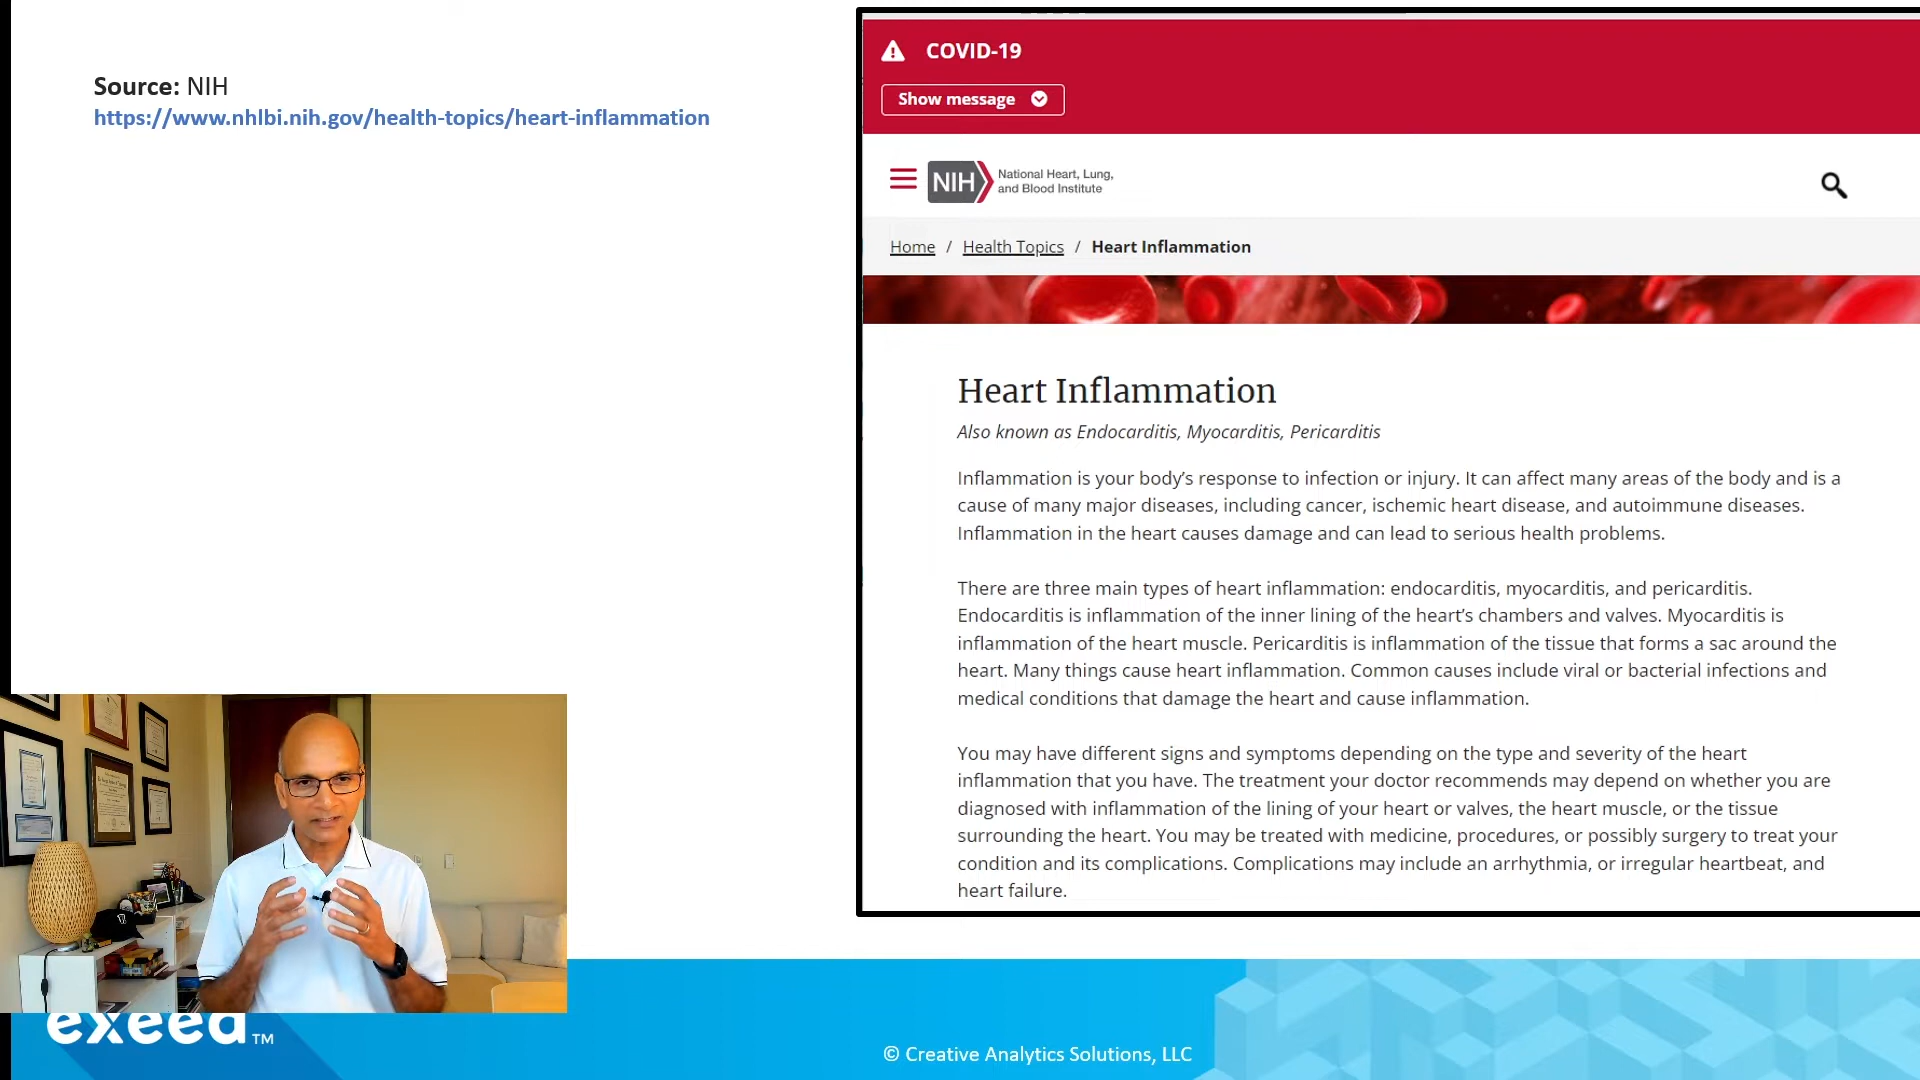 Source: NIH
https://www.nhlbi.nih.gov/health-topics/heart-inflammation
COVID-19
Show message
NIH
National Heart, Lung,
and Blood Institute
Home / Health Topics / Heart Inflammation
Heart Inflammation
Also known as Endocarditis, Myocarditis, Pericarditis
Inflammation is your body’s response to infection or injury. It can affect many areas of the body and is a
cause of many major diseases, including cancer, ischemic heart disease, and autoimmune diseases.
Inflammation in the heart causes damage and can lead to serious health problems.
There are three main types of heart inflammation: endocarditis, myocarditis, and pericarditis.
Endocarditis is inflammation of the inner lining of the heart’s chambers and valves. Myocarditis is
inflammation of the heart muscle. Pericarditis is inflammation of the tissue that forms a sac around the
heart. Many things cause heart inflammation. Common causes include viral or bacterial infections and
medical conditions that damage the heart and cause inflammation.
You may have different signs and symptoms depending on the type and severity of the heart
inflammation that you have. The treatment your doctor recommends may depend on whether you are
diagnosed with inflammation of the lining of your heart or valves, the heart muscle, or the tissue
surrounding the heart. You may be treated with medicine, procedures, or possibly surgery to treat your
condition and its complications. Complications may include an arrhythmia, or irregular heartbeat, and
heart failure.
exeed™
© Creative Analytics Solutions, LLC